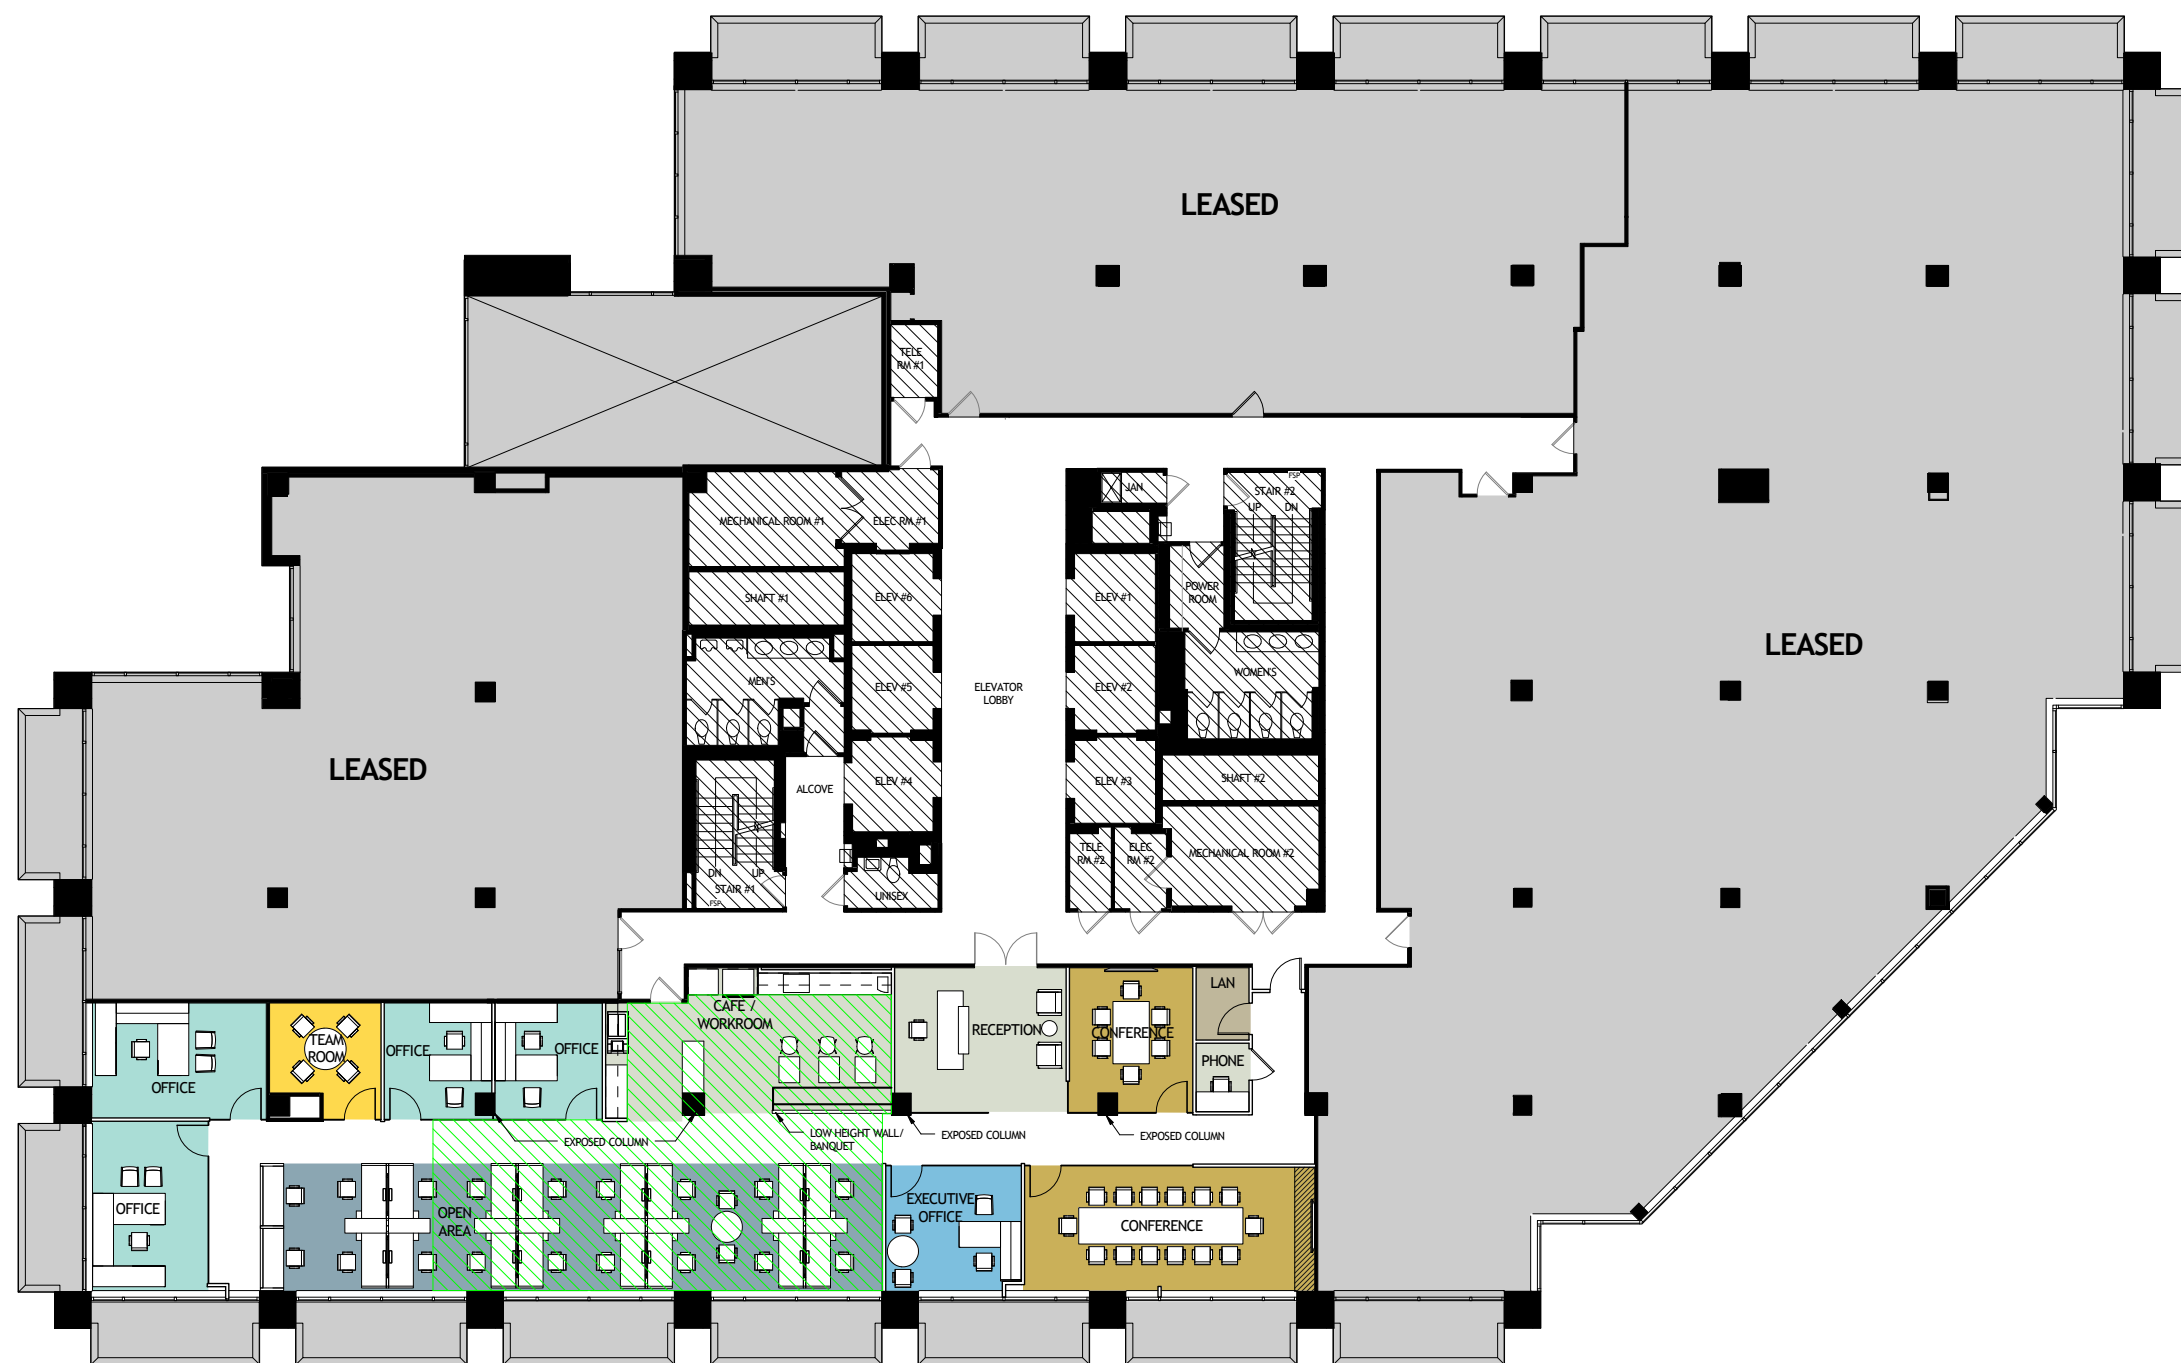 LEASED
TELE
RM #1
MECHANICAL ROOM #1
ELEC RM #1
JAN
FSP
STAIR #2
UP
DN
SHAFT #1
ELEV #6
ELEV #1
POWER
ROOM
MEN'S
ELEV #5
ELEVATOR
LOBBY
ELEV #2
WOMEN'S
LEASED
LEASED
ALCOVE
ELEV #4
ELEV #3
SHAFT #2
DN
UP
STAIR #1
FSP
UNISEX
TELE
RM #2
ELEC
RM #2
MECHANICAL ROOM #2
CAFE /
WORKROOM
RECEPTION
CONFERENCE
LAN
PHONE
OFFICE
TEAM
ROOM
OFFICE
OFFICE
EXPOSED COLUMN
LOW HEIGHT WALL/
BANQUET
EXPOSED COLUMN
EXPOSED COLUMN
OFFICE
OPEN
AREA
EXECUTIVE
OFFICE
CONFERENCE